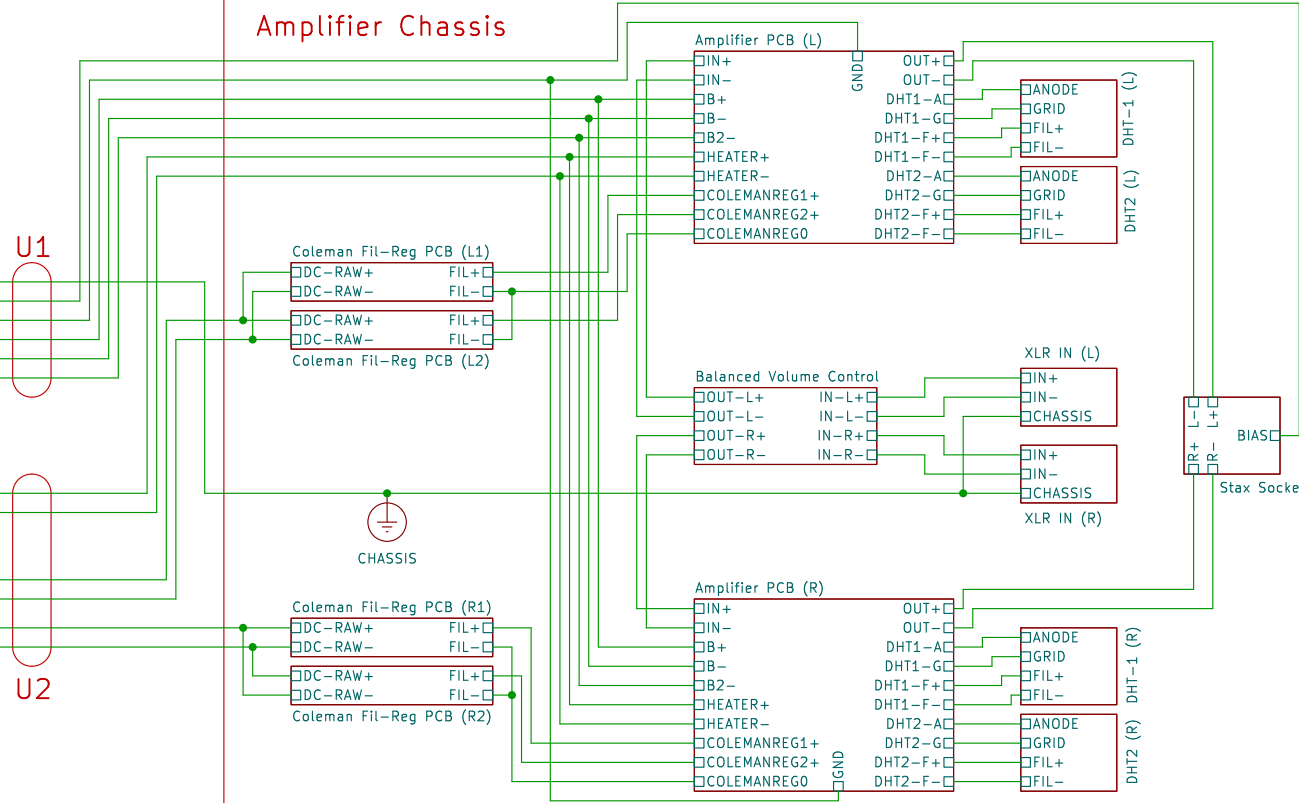 Amplifier Chassis
Amplifier PCB (L)
IN+
IN-
B+
B-
B2-
HEATER+
HEATER-
COLEMANREG1+
COLEMANREG2+
COLEMANREG0
GND
OUT+
OUT-
DHT1-A
DHT1-G
DHT1-F+
DHT1-F-
DHT2-A
DHT2-G
DHT2-F+
DHT2-F-
ANODE
GRID
FIL+
FIL-
DHT-1 (L)
ANODE
GRID
FIL+
FIL-
DHT2 (L)
U1
Coleman Fil-Reg PCB (L1)
DC-RAW+ FIL+
DC-RAW- FIL-
DC-RAW+ FIL+
DC-RAW- FIL-
Coleman Fil-Reg PCB (L2)
Balanced Volume Control
OUT-L+ IN-L+
OUT-L- IN-L-
OUT-R+ IN-R+
OUT-R- IN-R-
XLR IN (L)
IN+
IN-
CHASSIS
IN+
IN-
CHASSIS
XLR IN (R)
L-
L+
BIAS
R+
R-
Stax Socke
CHASSIS
U2
Coleman Fil-Reg PCB (R1)
DC-RAW+ FIL+
DC-RAW- FIL-
DC-RAW+ FIL+
DC-RAW- FIL-
Coleman Fil-Reg PCB (R2)
Amplifier PCB (R)
IN+
IN-
B+
B-
B2-
HEATER+
HEATER-
COLEMANREG1+
COLEMANREG2+
COLEMANREG0
GND
OUT+
OUT-
DHT1-A
DHT1-G
DHT1-F+
DHT1-F-
DHT2-A
DHT2-G
DHT2-F+
DHT2-F-
ANODE
GRID
FIL+
FIL-
DHT-1 (R)
ANODE
GRID
FIL+
FIL-
DHT2 (R)